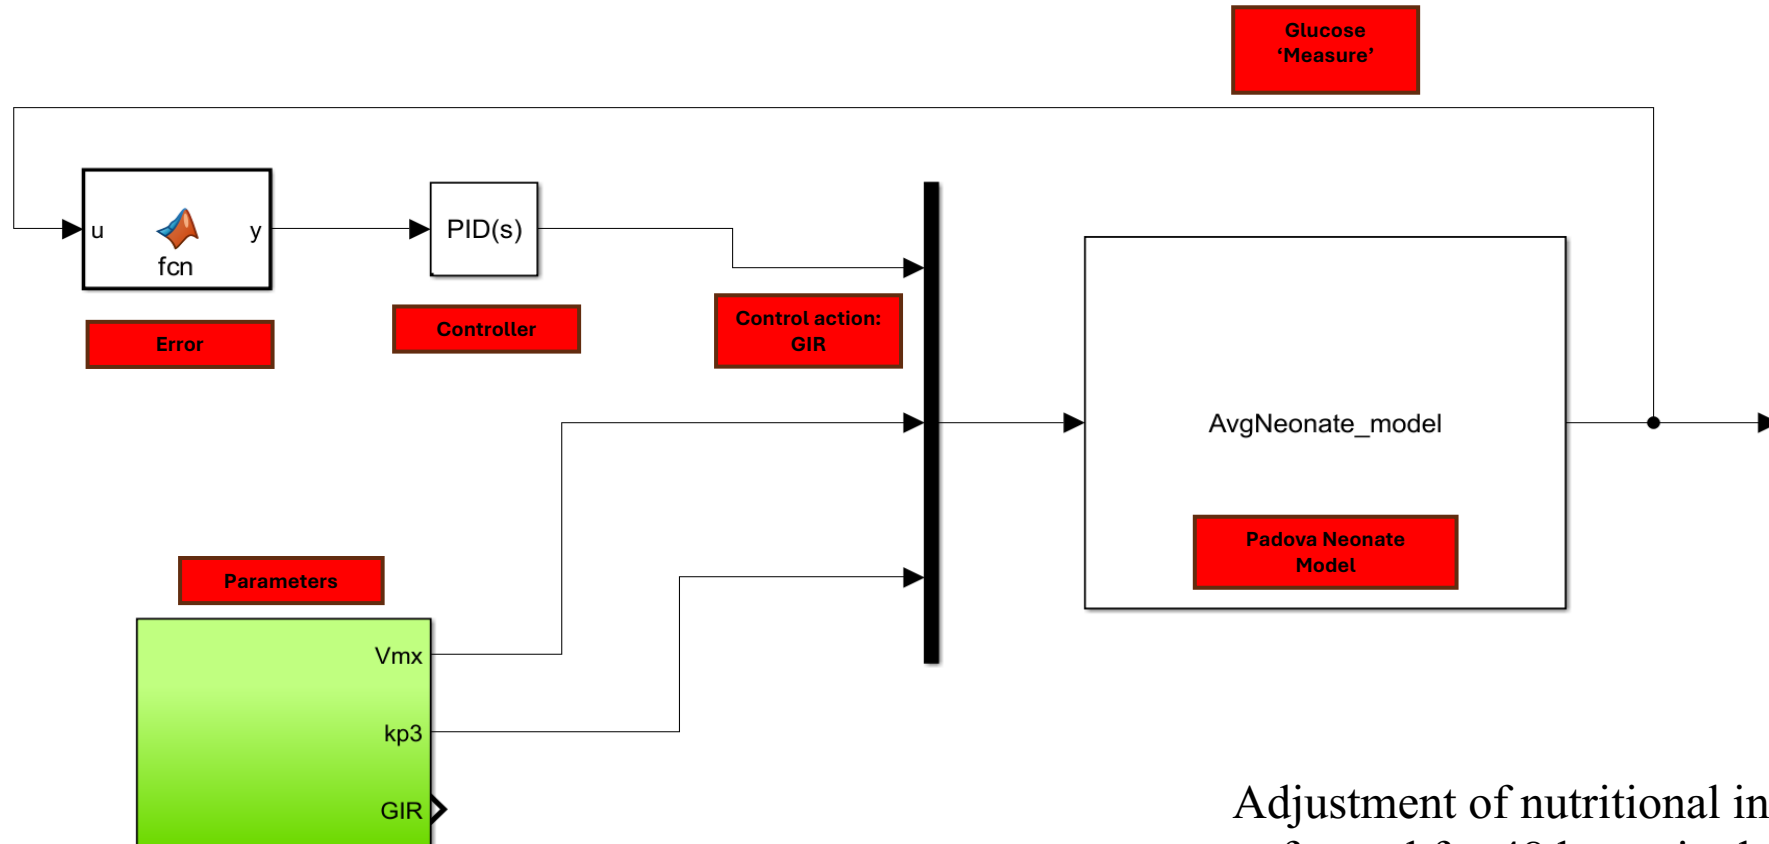 Glucose
‘Measure’
u
y
fcn
PID(s)
Error
Controller
Control action:
GIR
AvgNeonate_model
Padova Neonate
Model
Parameters
Vmx
kp3
GIR
Adjustment of nutritional in